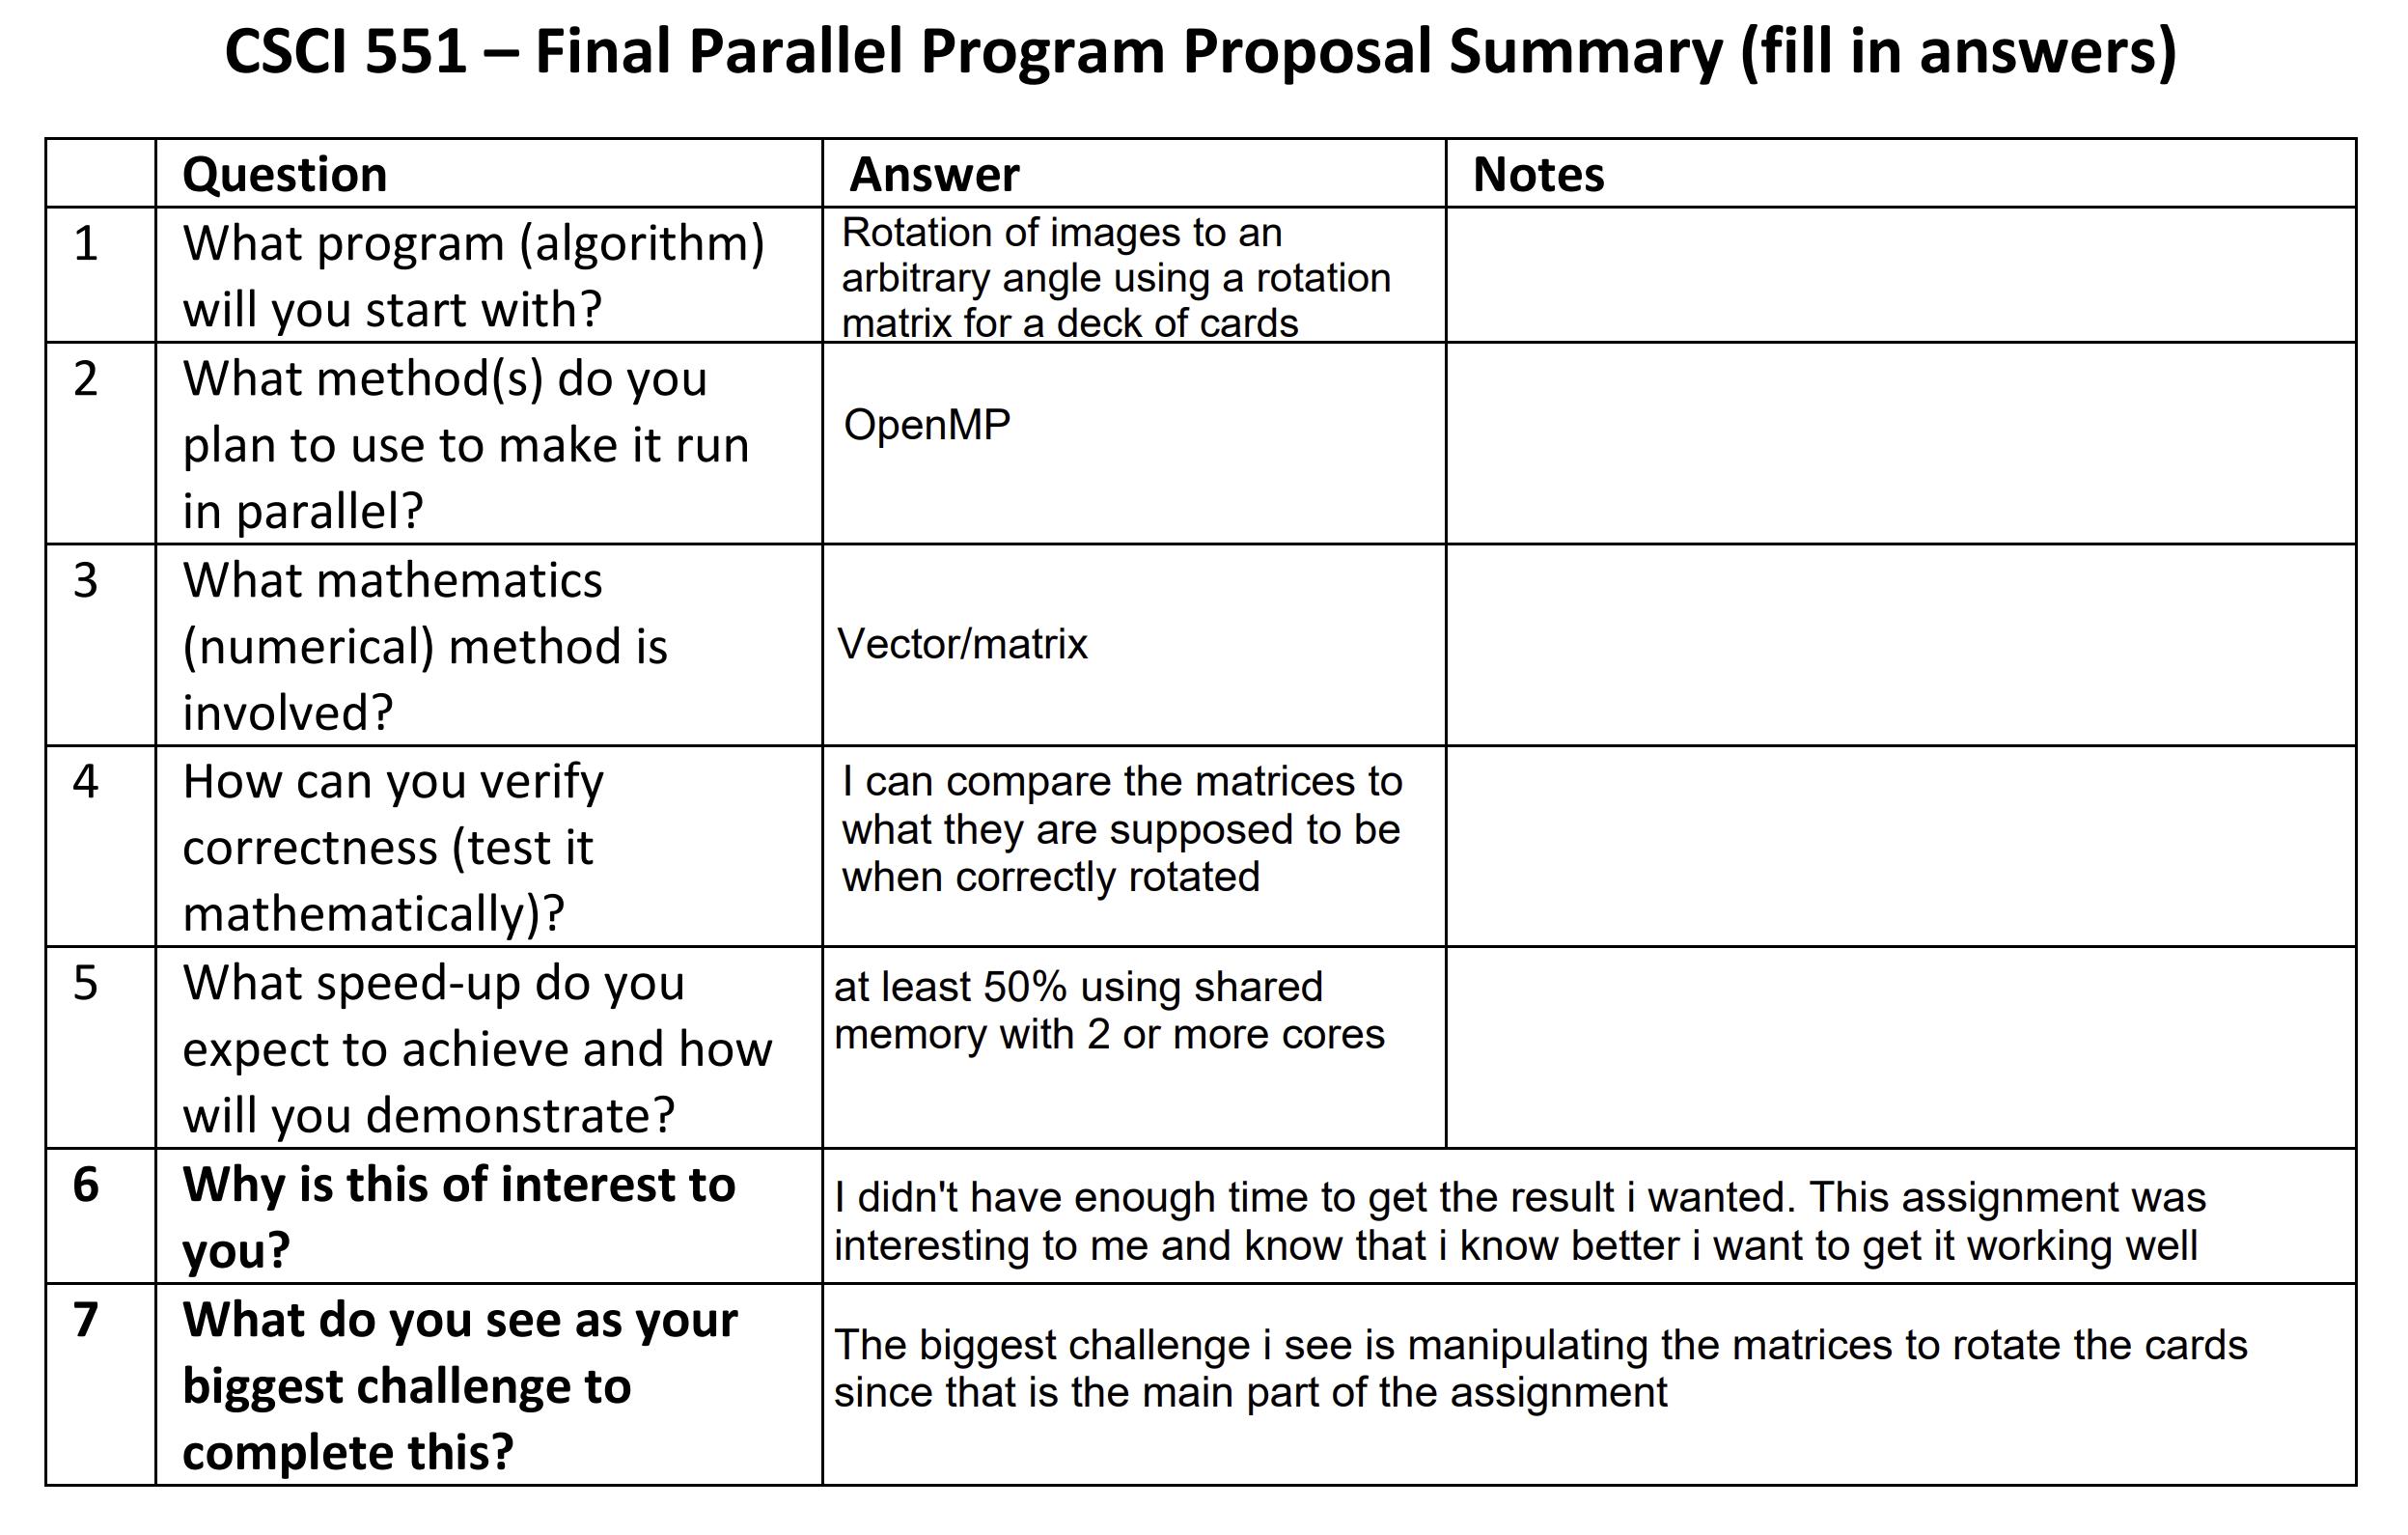 CSCI 551 – Final Parallel Program Proposal Summary (fill in answers)
Question
Answer
Notes
1
What program (algorithm)
will you start with?
Rotation of images to an
arbitrary angle using a rotation
matrix for a deck of cards
2
What method(s) do you
plan to use to make it run
in parallel?
OpenMP
3
What mathematics
(numerical) method is
involved?
Vector/matrix
4
How can you verify
correctness (test it
mathematically)?
I can compare the matrices to
what they are supposed to be
when correctly rotated
5
What speed-up do you
expect to achieve and how
will you demonstrate?
at least 50% using shared
memory with 2 or more cores
6
Why is this of interest to
you?
I didn't have enough time to get the result i wanted. This assignment was
interesting to me and know that i know better i want to get it working well
7
What do you see as your
biggest challenge to
complete this?
The biggest challenge i see is manipulating the matrices to rotate the cards
since that is the main part of the assignment